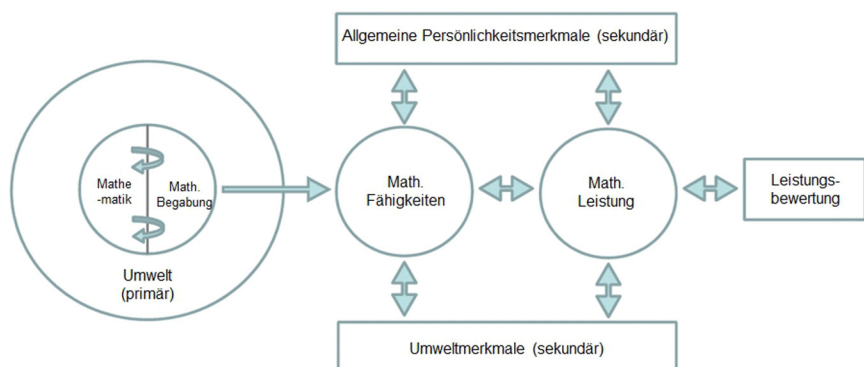 Allgemeine Persönlichkeitsmerkmale (sekundär)
Mathe
-matik
Math.
Begabung
Umwelt
(primär)
Math.
Fähigkeiten
Math.
Leistung
Leistungs-
bewertung
Umweltmerkmale (sekundär)